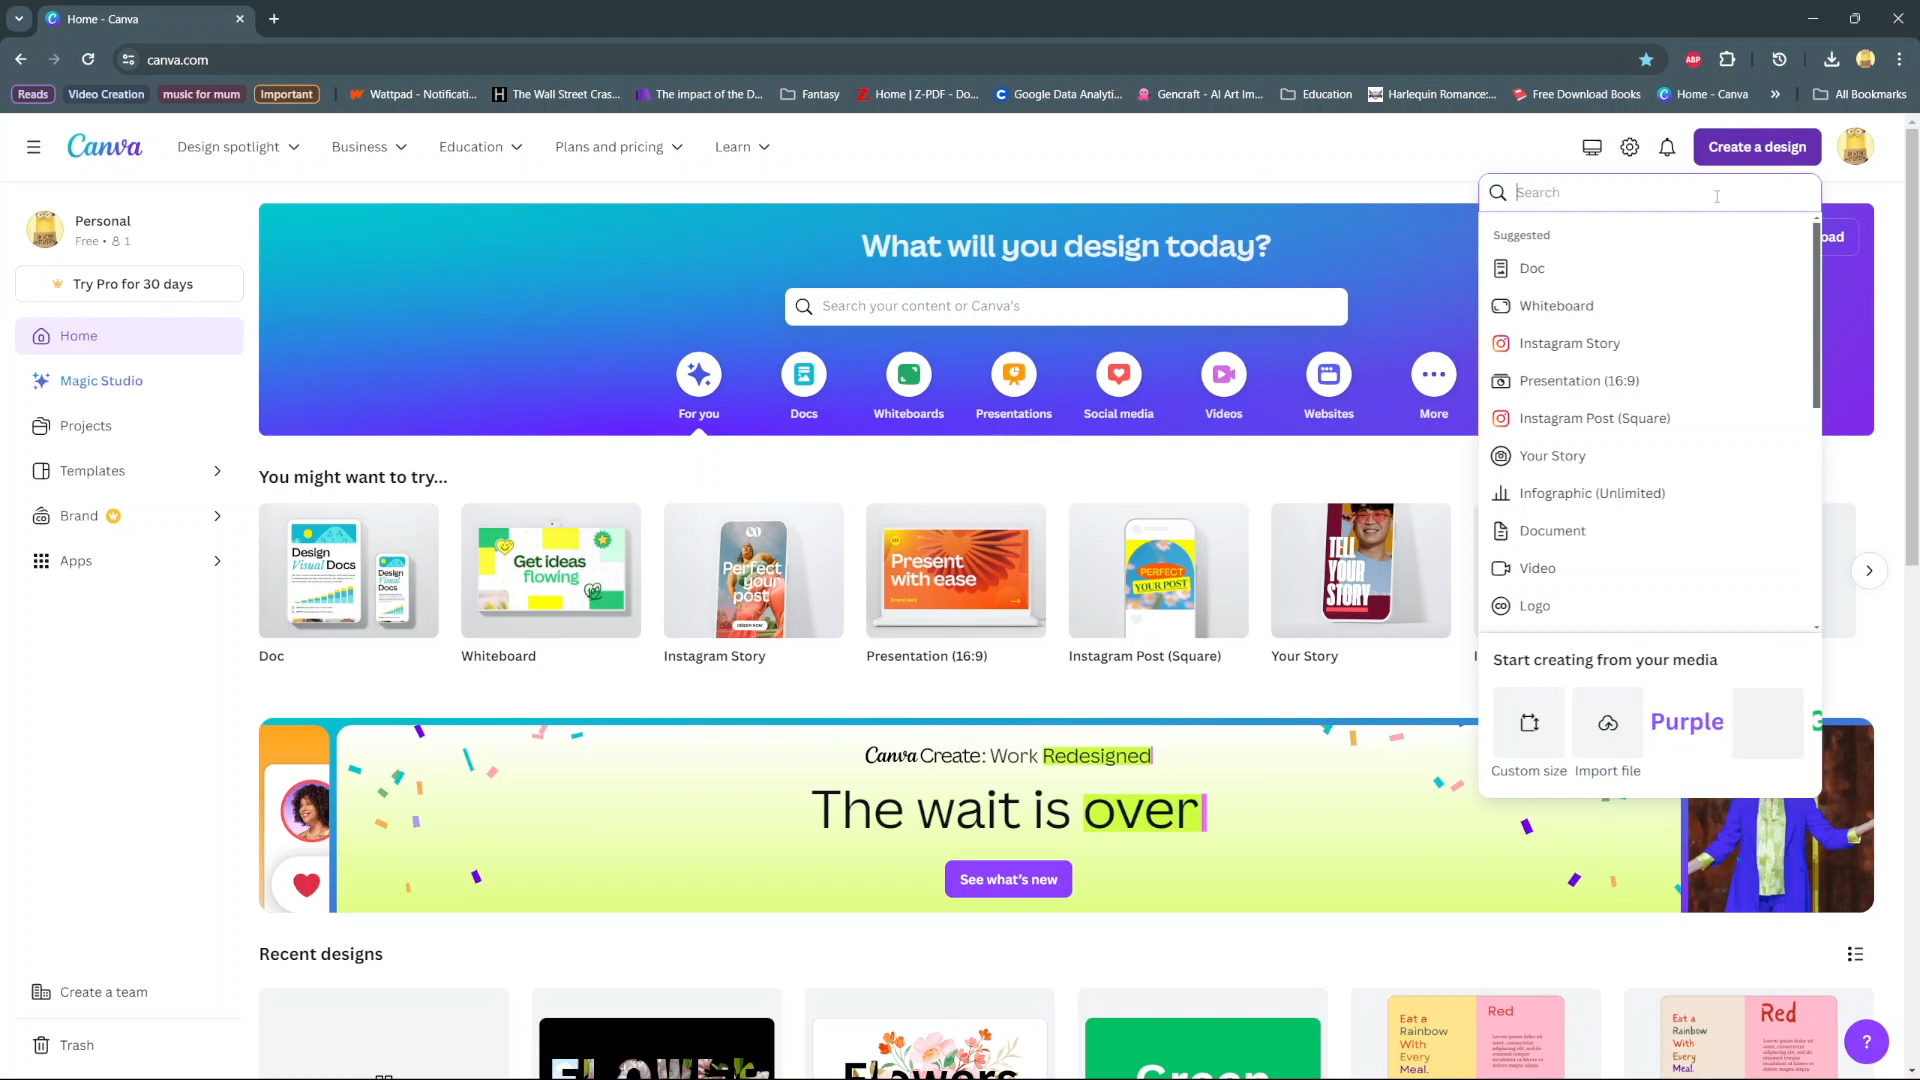 Home - Canva
canva.com
Reads
Video Creation
music for mum
Important
Wattpad - Notificati...
The Wall Street Cras...
The impact of the D...
Fantasy
Home | Z-PDF - Do...
Google Data Analyti...
Gencraft - AI Art Im...
Education
Harlequin Romance:...
Free Download Books
Home - Canva
All Bookmarks
ABP
Canva
Design spotlight
Business
Education
Plans and pricing
Learn
Create a design
Personal
Free • 1
Try Pro for 30 days
Home
Magic Studio
Projects
Templates
Brand
Apps
Create a team
Trash
What will you design today?
Search your content or Canva's
For you
Docs
Whiteboards
Presentations
Social media
Videos
Websites
More
Search
Suggested
Doc
Whiteboard
Instagram Story
Presentation (16:9)
Instagram Post (Square)
Your Story
Infographic (Unlimited)
Document
Video
Logo
Start creating from your media
Purple
Custom size
Import file
You might want to try...
Design
Visual Docs
Design
Visual Docs
Get ideas
flowing
Perfect
your
post
DESIGN NOW
Present
with ease
PERFECT
YOUR POST
TELL
YOUR
STORY
Doc
Whiteboard
Instagram Story
Presentation (16:9)
Instagram Post (Square)
Your Story
Canva Create: Work Redesigned
The wait is over
See what's new
Recent designs
FLOWER
Flowers
Green
Eat a
Rainbow
With
Every
Meal.
Red
Eat a
Rainbow
With
Every
Meal.
Red
?